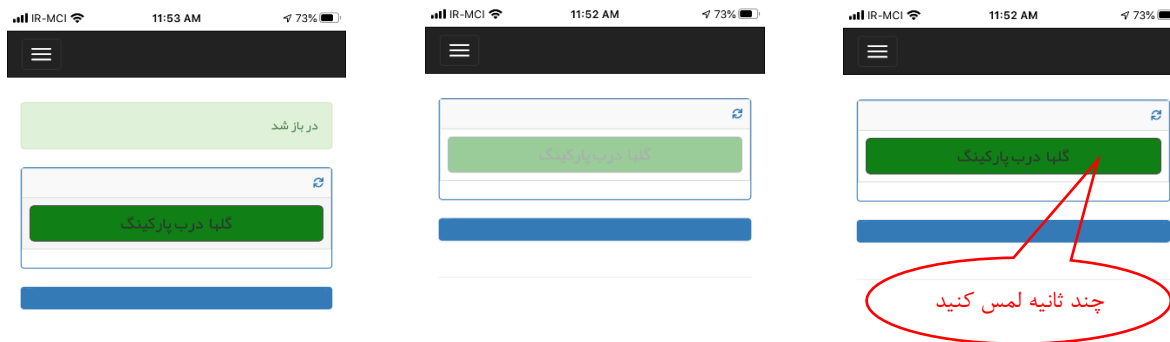 IR-MCI 11:53 AM 73%
در باز شد
گلها درب پارکینگ
IR-MCI 11:52 AM 73%
گلها درب پارکینگ
IR-MCI 11:52 AM 73%
گلها درب پارکینگ
چند ثانیه لمس کنید